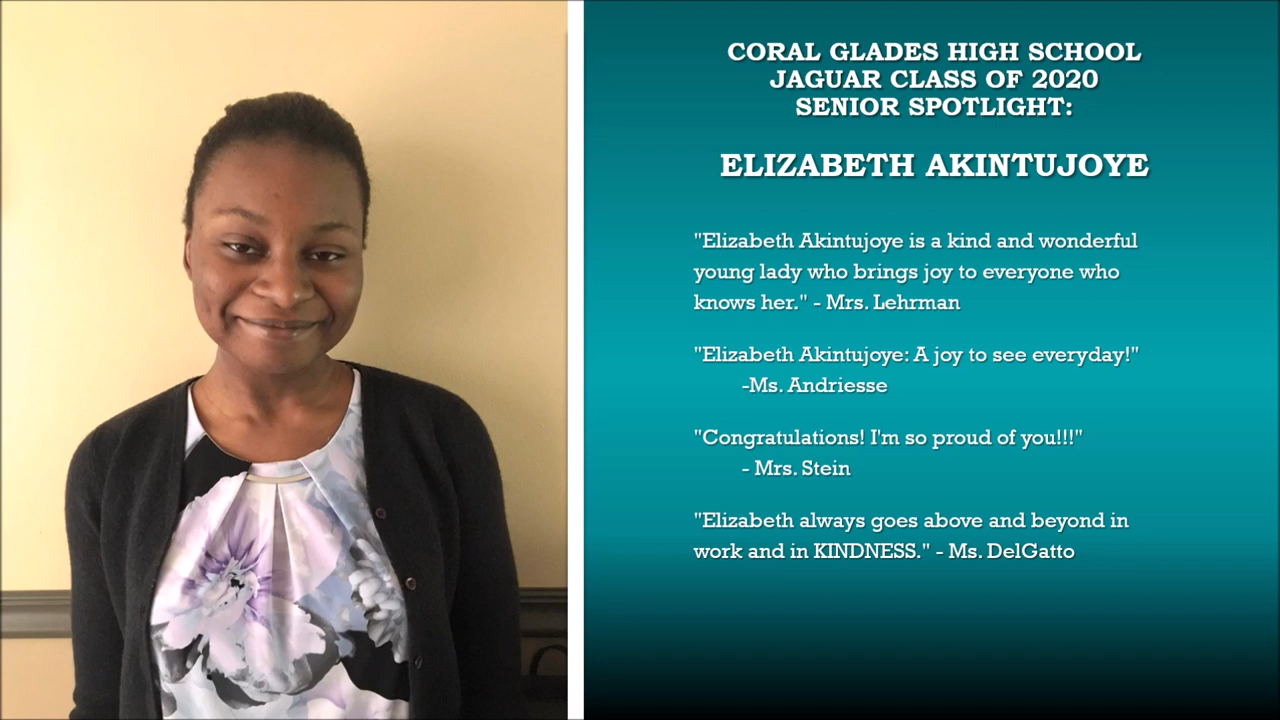 CORAL GLADES HIGH SCHOOL
JAGUAR CLASS OF 2020
SENIOR SPOTLIGHT:
ELIZABETH AKINTUJOYE
"Elizabeth Akintujoye is a kind and wonderful
young lady who brings joy to everyone who
knows her." - Mrs. Lehrman
"Elizabeth Akintujoye: A joy to see everyday!"
-Ms. Andriesse
"Congratulations! I'm so proud of you!!!"
- Mrs. Stein
"Elizabeth always goes above and beyond in
work and in KINDNESS." - Ms. DelGatto